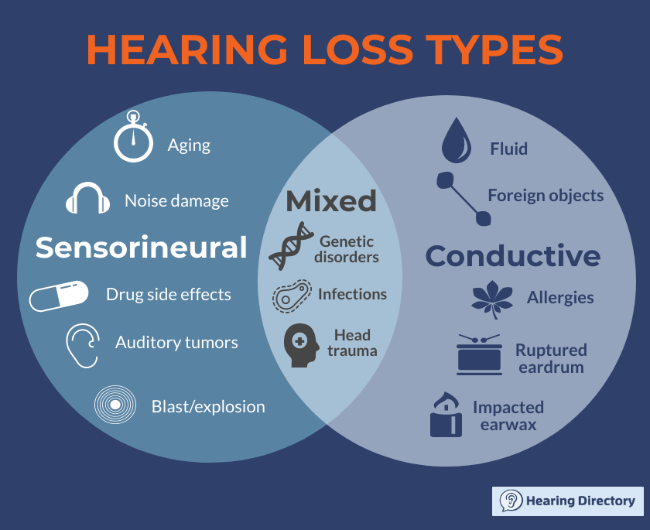 HEARING LOSS TYPES
Sensorineural
Aging
Noise damage
Drug side effects
Auditory tumors
Blast/explosion
Mixed
Genetic
disorders
Infections
Head
trauma
Conductive
Fluid
Foreign objects
Allergies
Ruptured
eardrum
Impacted
earwax
Hearing Directory